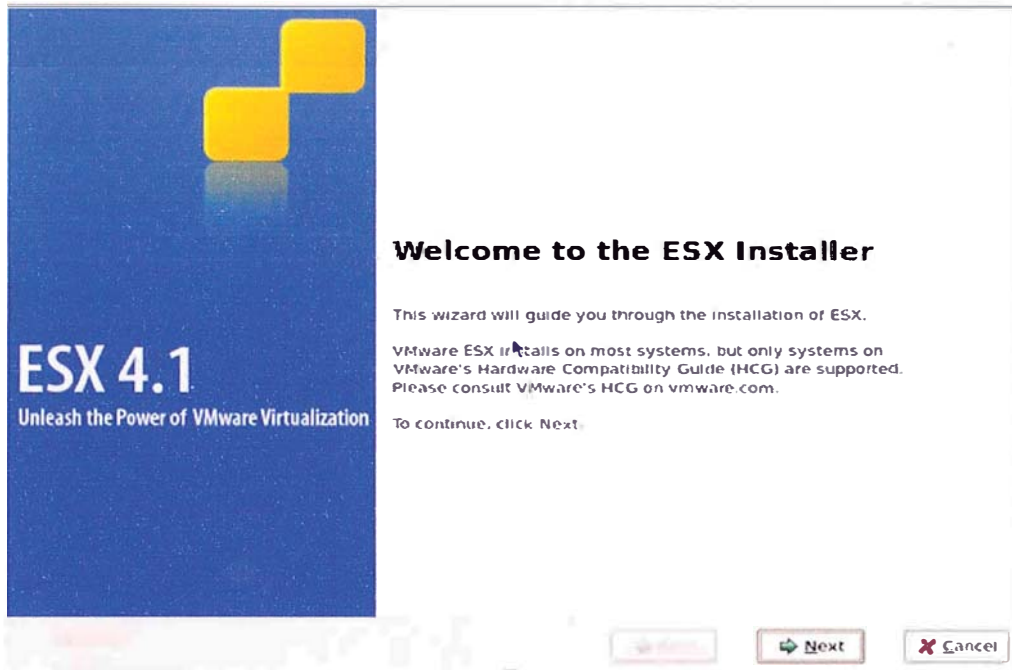 ESX 4.1
Unleash the Power of VMware Virtualization
Welcome to the ESX Installer
This wizard will guide you through the installation of ESX.
VMware ESX installs on most systems, but only systems on
VMware's Hardware Compatibility Guide (HCG) are supported.
Please consult VMware's HCG on vmware.com.
To continue, click Next.
Next
Cancel